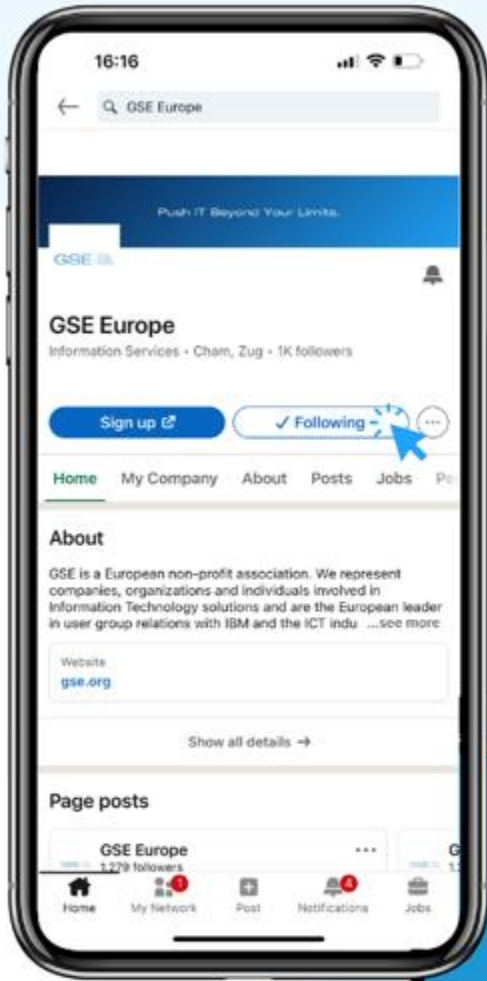 16:16
GSE Europe
Push IT Beyond Your Limits.
GSE
GSE Europe
Information Services • Cham, Zug • 1K followers
Sign up
✓ Following
Home My Company About Posts Jobs
About
GSE is a European non-profit association. We represent
companies, organizations and individuals involved in
Information Technology solutions and are the European leader
in user group relations with IBM and the ICT indu ...see more
Website
gse.org
Show all details →
Page posts
GSE Europe
1,279 followers
1 4
Home My Network Post Notifications Jobs